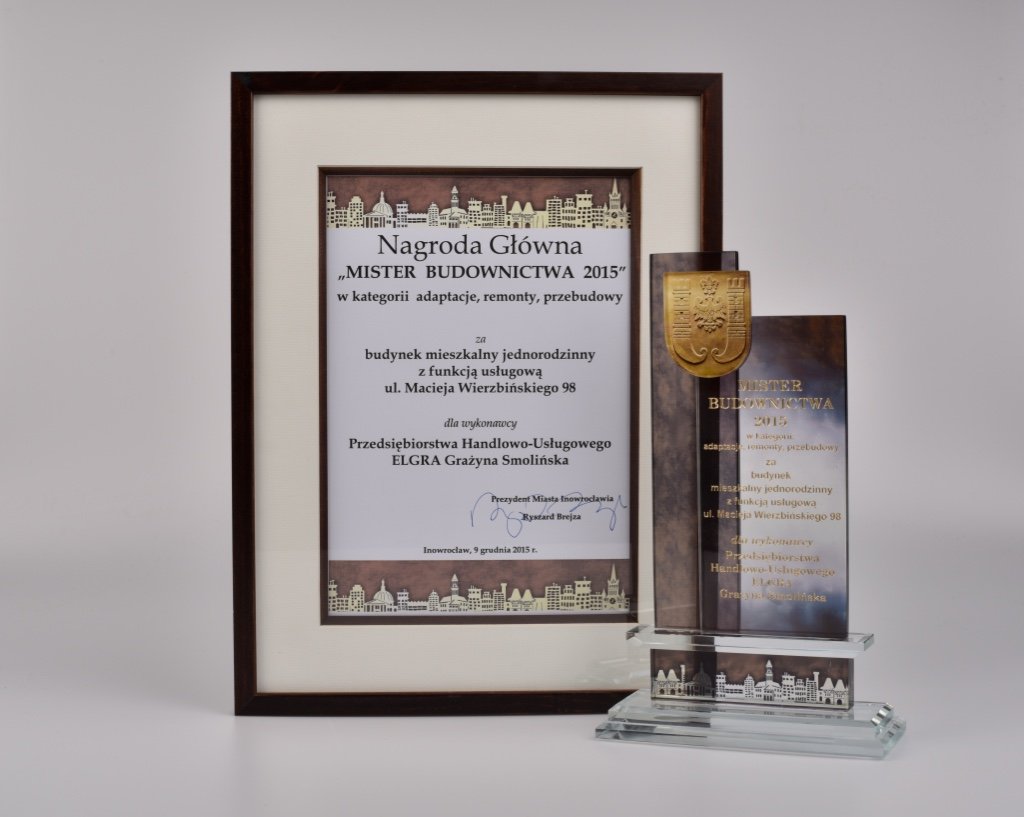 Nagroda Główna
„MISTER BUDOWNICTWA 2015”
w kategorii adaptacje, remonty, przebudowy
za
budynek mieszkalny jednorodzinny
z funkcją usługową
ul. Macieja Wierzbińskiego 98
dla wykonawcy
Przedsiębiorstwa Handlowo-Usługowego
ELGRA Grażyna Smolińska
Prezydent Miasta Inowrocławia
Ryszard Brejza
Inowrocław, 9 grudnia 2015 r.
MISTER
BUDOWNICTWA
2015
w kategorii:
adaptacje, remonty, przebudowy
za
budynek
mieszkalny jednorodzinny
z funkcją usługową
ul. Macieja Wierzbińskiego 98
dla wykonawcy
Przedsiębiorstwa
Handlowo-Usługowego
ELGRA
Grażyna Smolińska